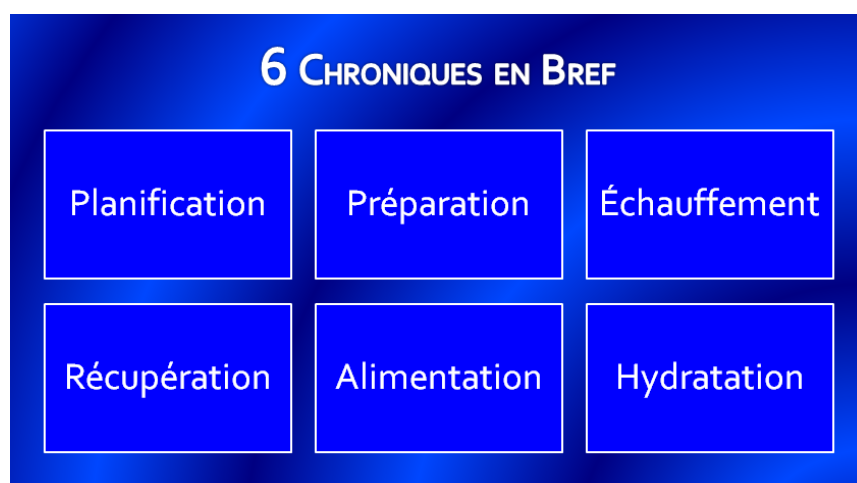 6 Chroniques en Bref
Planification
Préparation
Échauffement
Récupération
Alimentation
Hydratation